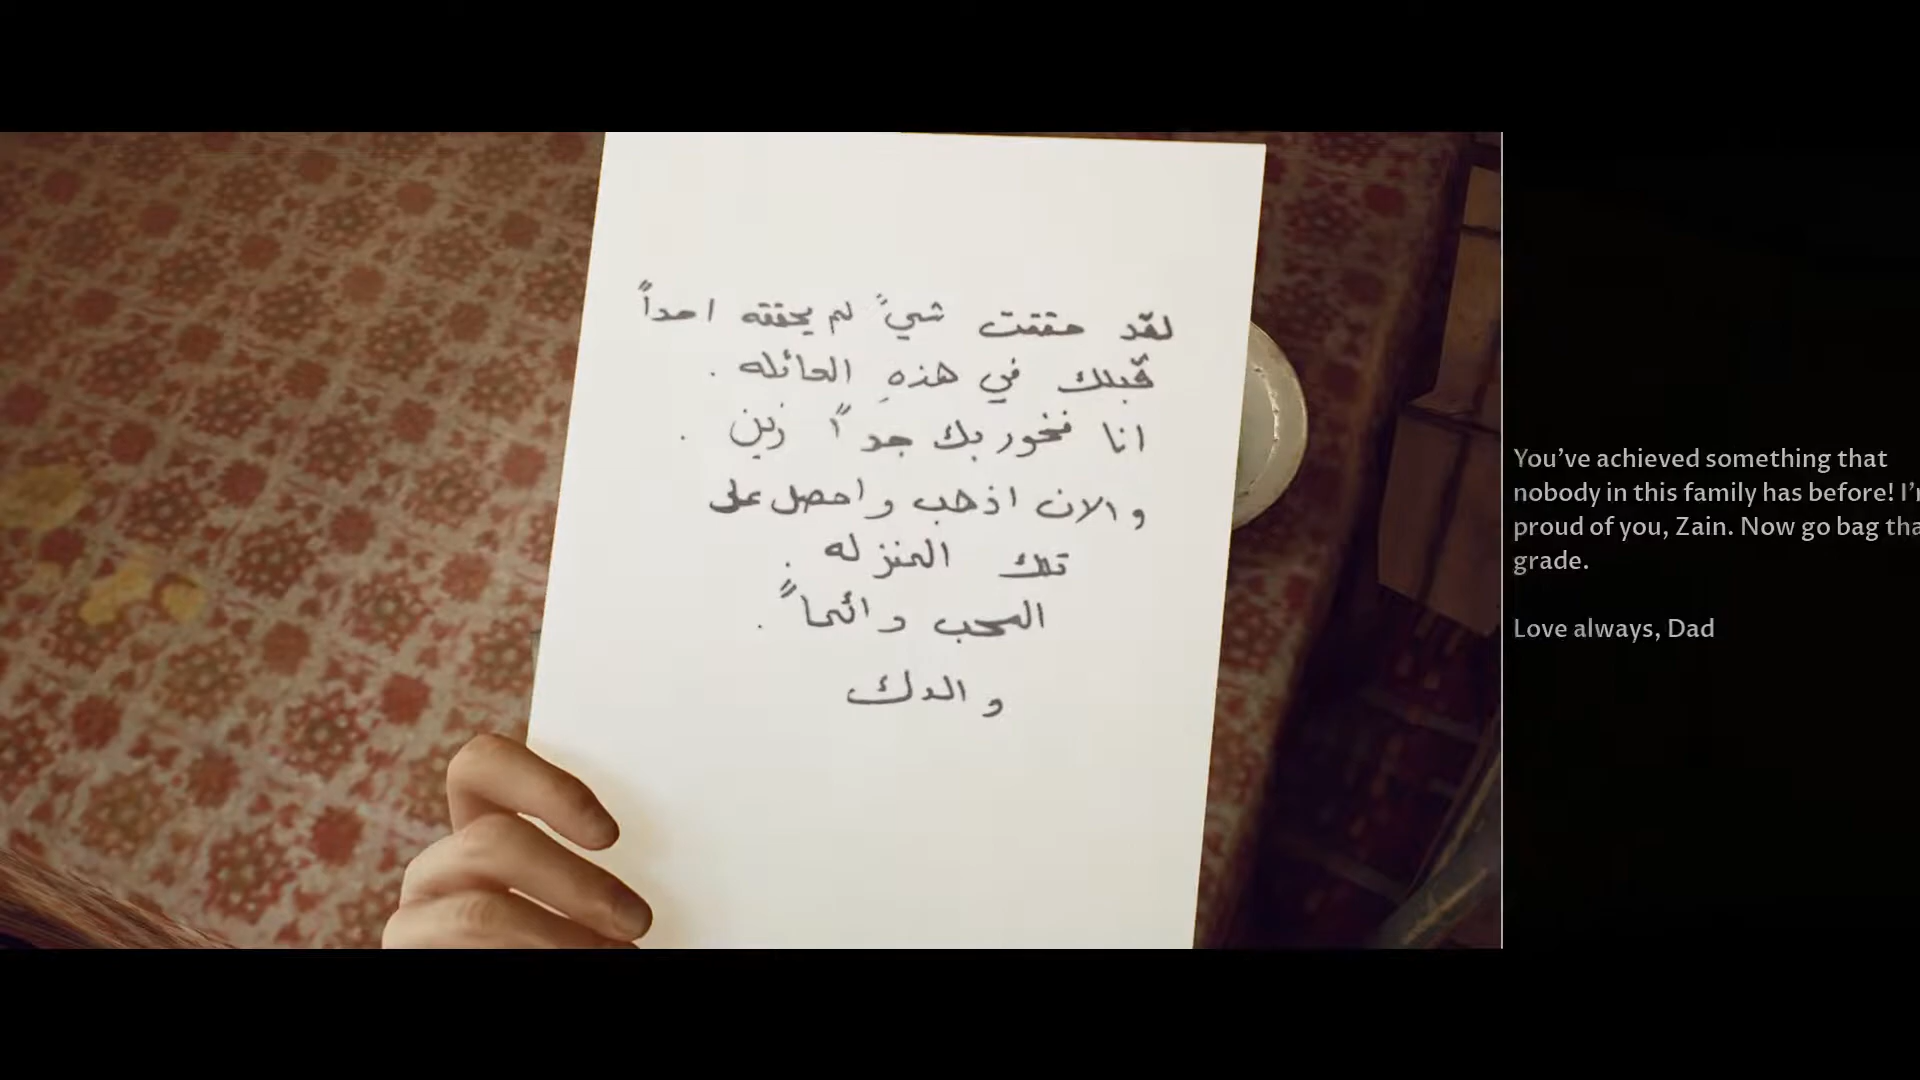 لقد حققت شيً لم يحققه احداً
قبلك في هذهِ العائله .
انا فخور بك جداً زين .
والان اذهب واحصل على
تلك المنزله .
المحب دائماً .
والدك
You've achieved something that
nobody in this family has before! I'
proud of you, Zain. Now go bag tha
grade.
Love always, Dad